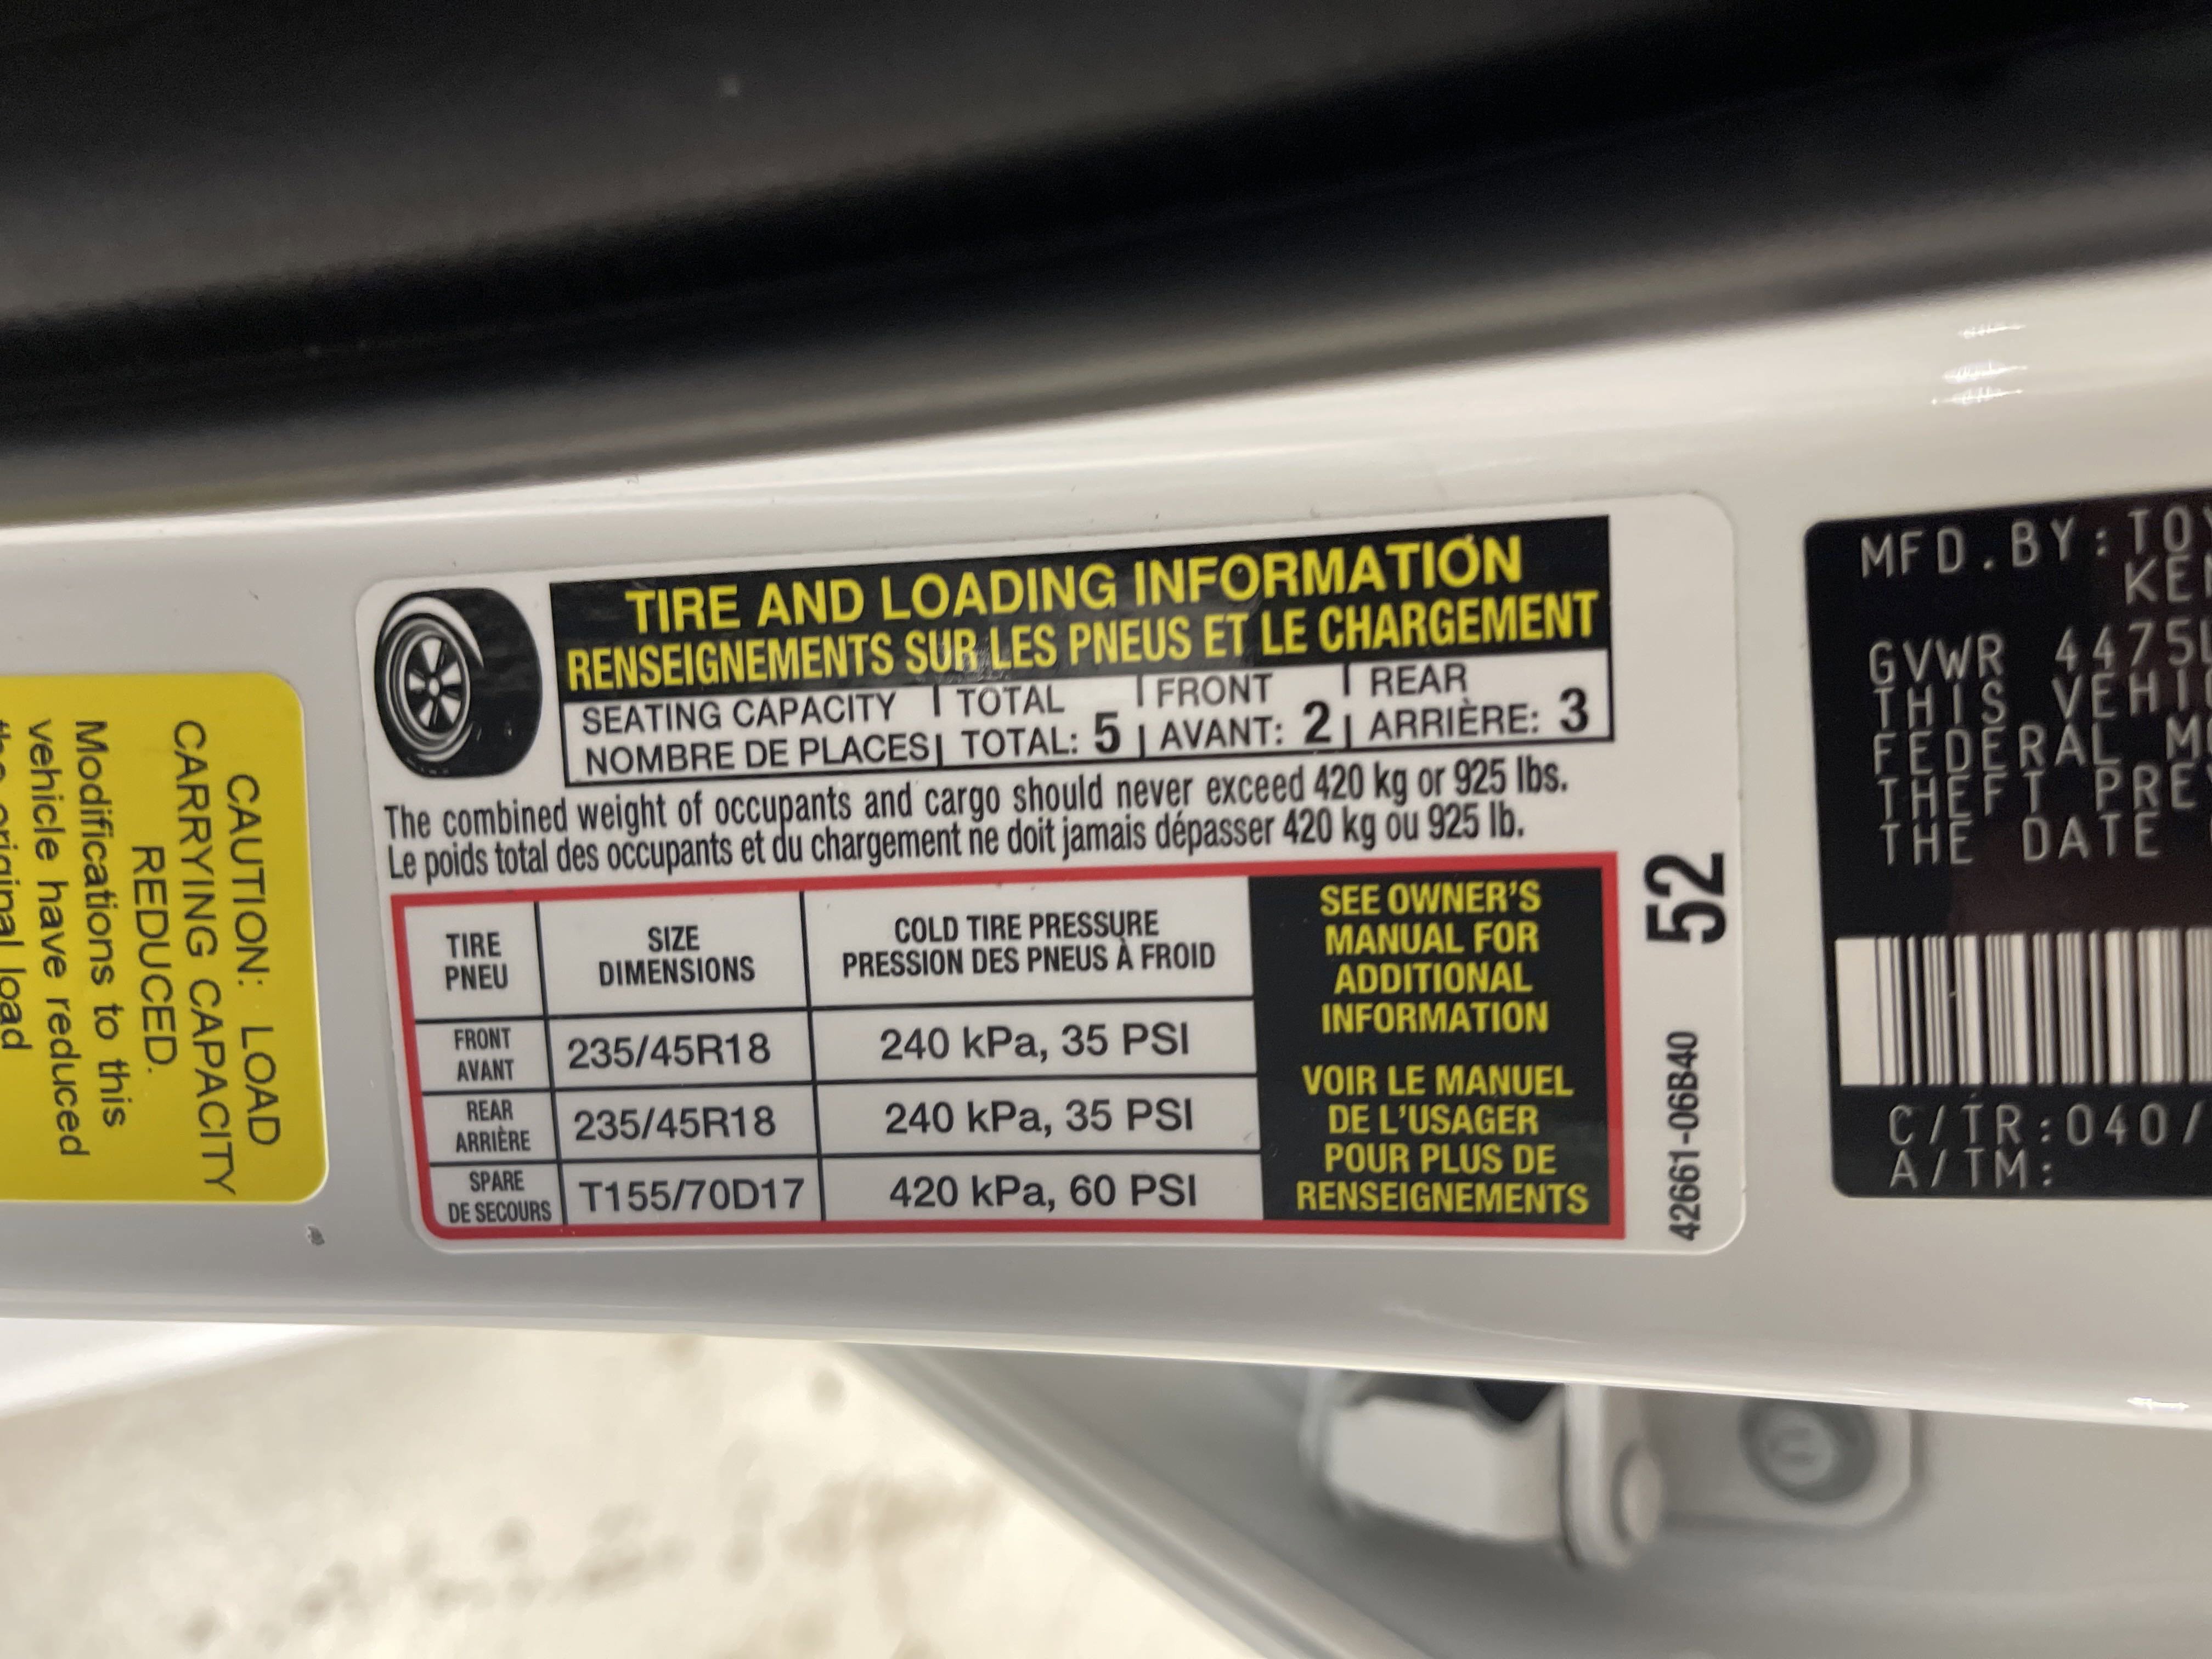 TIRE AND LOADING INFORMATION
RENSEIGNEMENTS SUR LES PNEUS ET LE CHARGEMENT
SEATING CAPACITY TOTAL FRONT REAR
NOMBRE DE PLACES TOTAL: 5 AVANT: 2 ARRIÈRE: 3
The combined weight of occupants and cargo should never exceed 420 kg or 925 lbs.
Le poids total des occupants et du chargement ne doit jamais dépasser 420 kg ou 925 lb.
TIRE SIZE COLD TIRE PRESSURE
PNEU DIMENSIONS PRESSION DES PNEUS À FROID
FRONT
AVANT
235/45R18 240 kPa, 35 PSI
REAR
ARRIÈRE
235/45R18 240 kPa, 35 PSI
SPARE
DE SECOURS
T155/70D17 420 kPa, 60 PSI
SEE OWNER'S
MANUAL FOR
ADDITIONAL
INFORMATION
VOIR LE MANUEL
DE L'USAGER
POUR PLUS DE
RENSEIGNEMENTS
52
42661-06B40
CAUTION: LOAD
CARRYING CAPACITY
REDUCED.
Modifications to this
vehicle have reduced
original load
MFD.BY:TOY
KEN
GVWR 4475L
THIS VEHIC
FEDERAL M
THEFT PREV
THE DATE
C/TR:040/
A/TM: